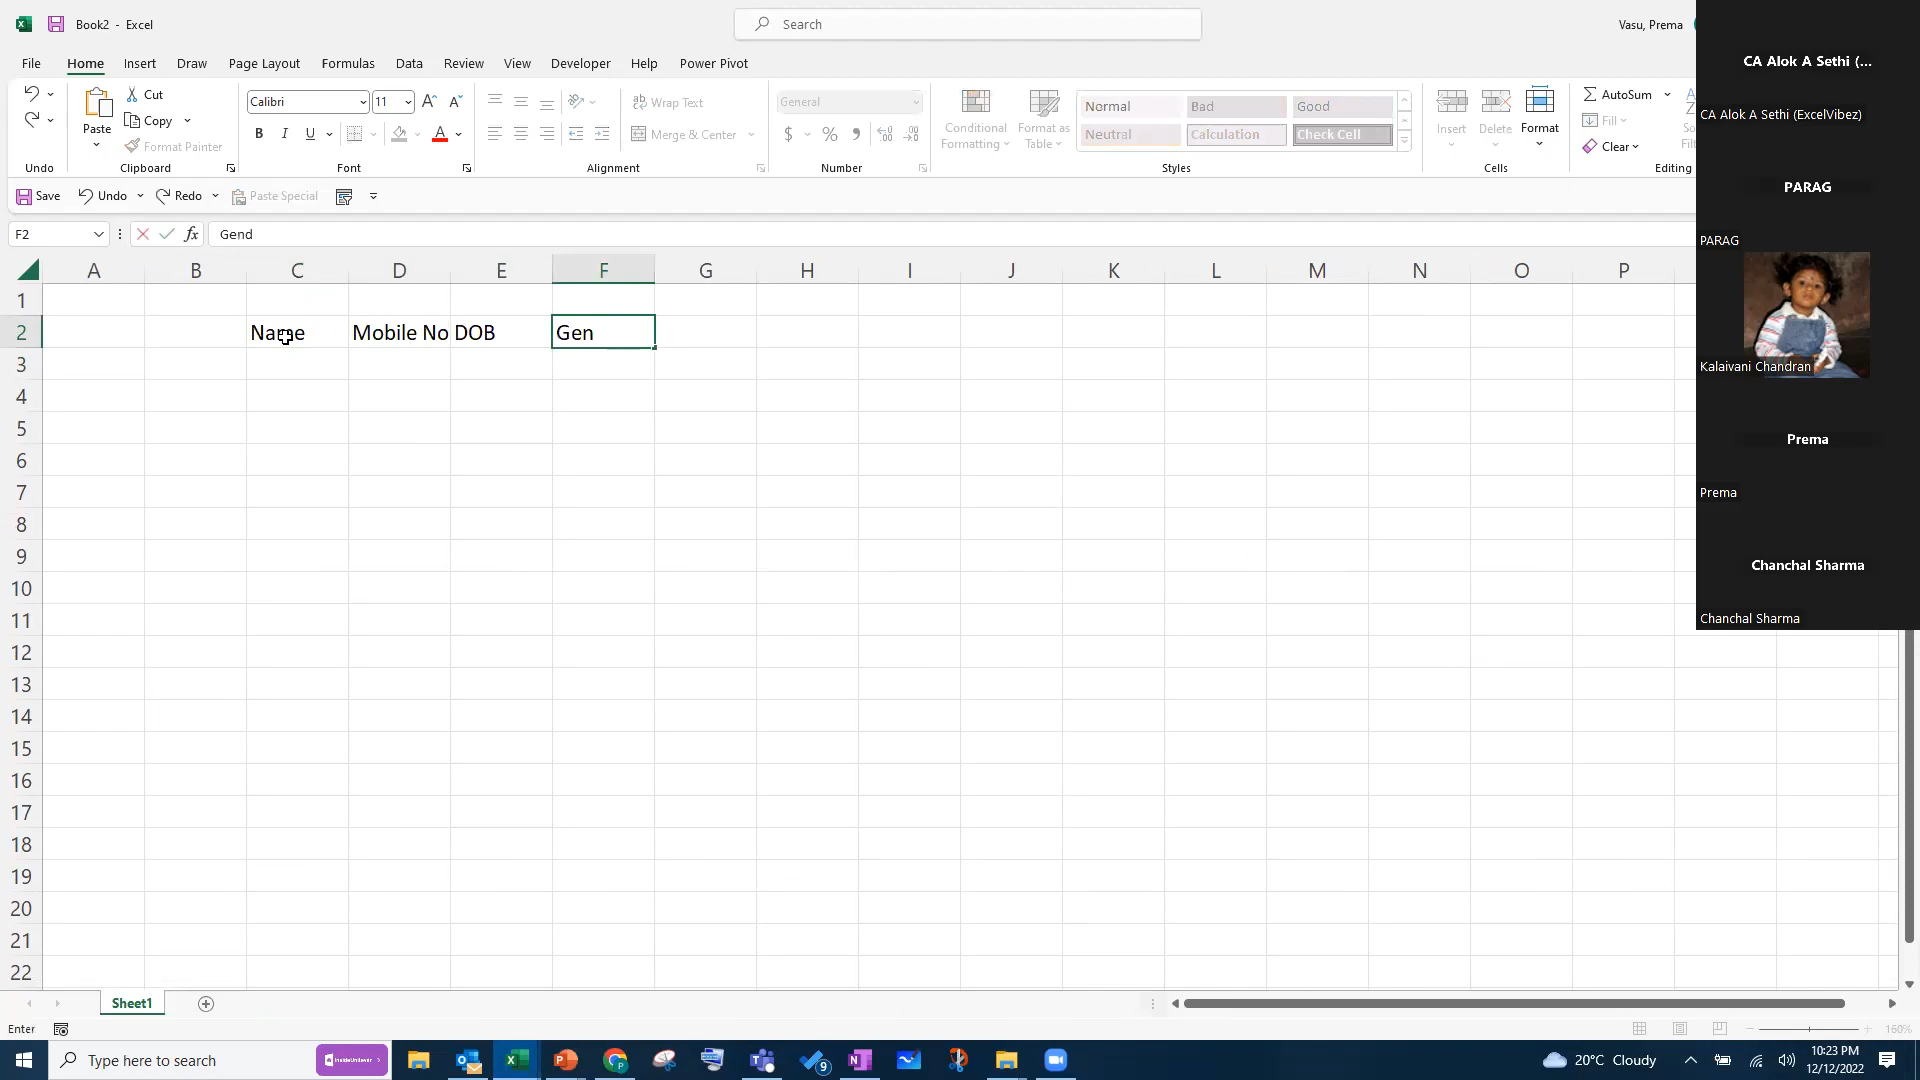 Book2 - Excel
Search
Vasu, Prema
File Home Insert Draw Page Layout Formulas Data Review View Developer Help Power Pivot
Paste
Cut
Copy
Format Painter
Calibri
11
B I U
A
Wrap Text
Merge & Center
General
$ %
Conditional Formatting
Format as Table
Normal Bad Good
Neutral Calculation Check Cell
Insert Delete Format
AutoSum
Fill
Clear
Undo Clipboard Font Alignment Number Styles Cells Editing
Save Undo Redo Paste Special
F2 fx Gend
A B C D E F G H I J K L M N O P
1
2 Name Mobile No DOB Gen
3
4
5
6
7
8
9
10
11
12
13
14
15
16
17
18
19
20
21
22
Sheet1
Enter
160%
CA Alok A Sethi (...
CA Alok A Sethi (ExcelVibez)
PARAG
PARAG
Kalaivani Chandran
Prema
Prema
Chanchal Sharma
Chanchal Sharma
Type here to search
InsideUnilever
9
20°C Cloudy
10:23 PM
12/12/2022